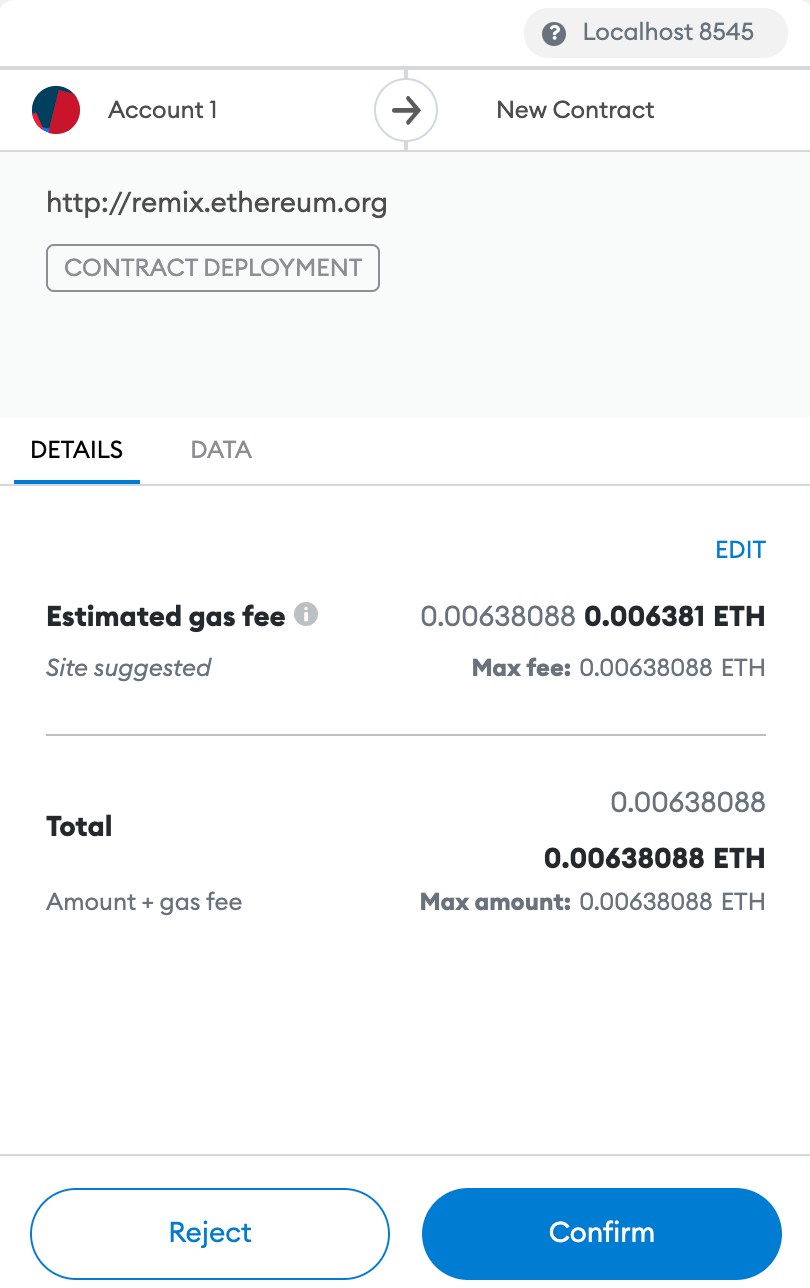 Localhost 8545
Account 1
New Contract
http://remix.ethereum.org
CONTRACT DEPLOYMENT
DETAILS
DATA
EDIT
Estimated gas fee 0.00638088 0.006381 ETH
Site suggested Max fee: 0.00638088 ETH
0.00638088
Total
0.00638088 ETH
Amount + gas fee Max amount: 0.00638088 ETH
Reject
Confirm